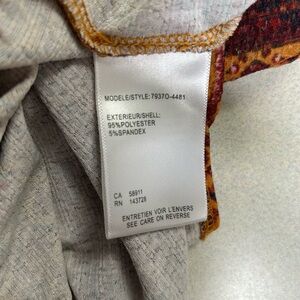 MODELE/STYLE: 7937O-4481
EXTERIEUR/SHELL:
95%POLYESTER
5%SPANDEX
CA 58911
RN 143728
ENTRETIEN VOIR L'ENVERS
SEE CARE ON REVERSE